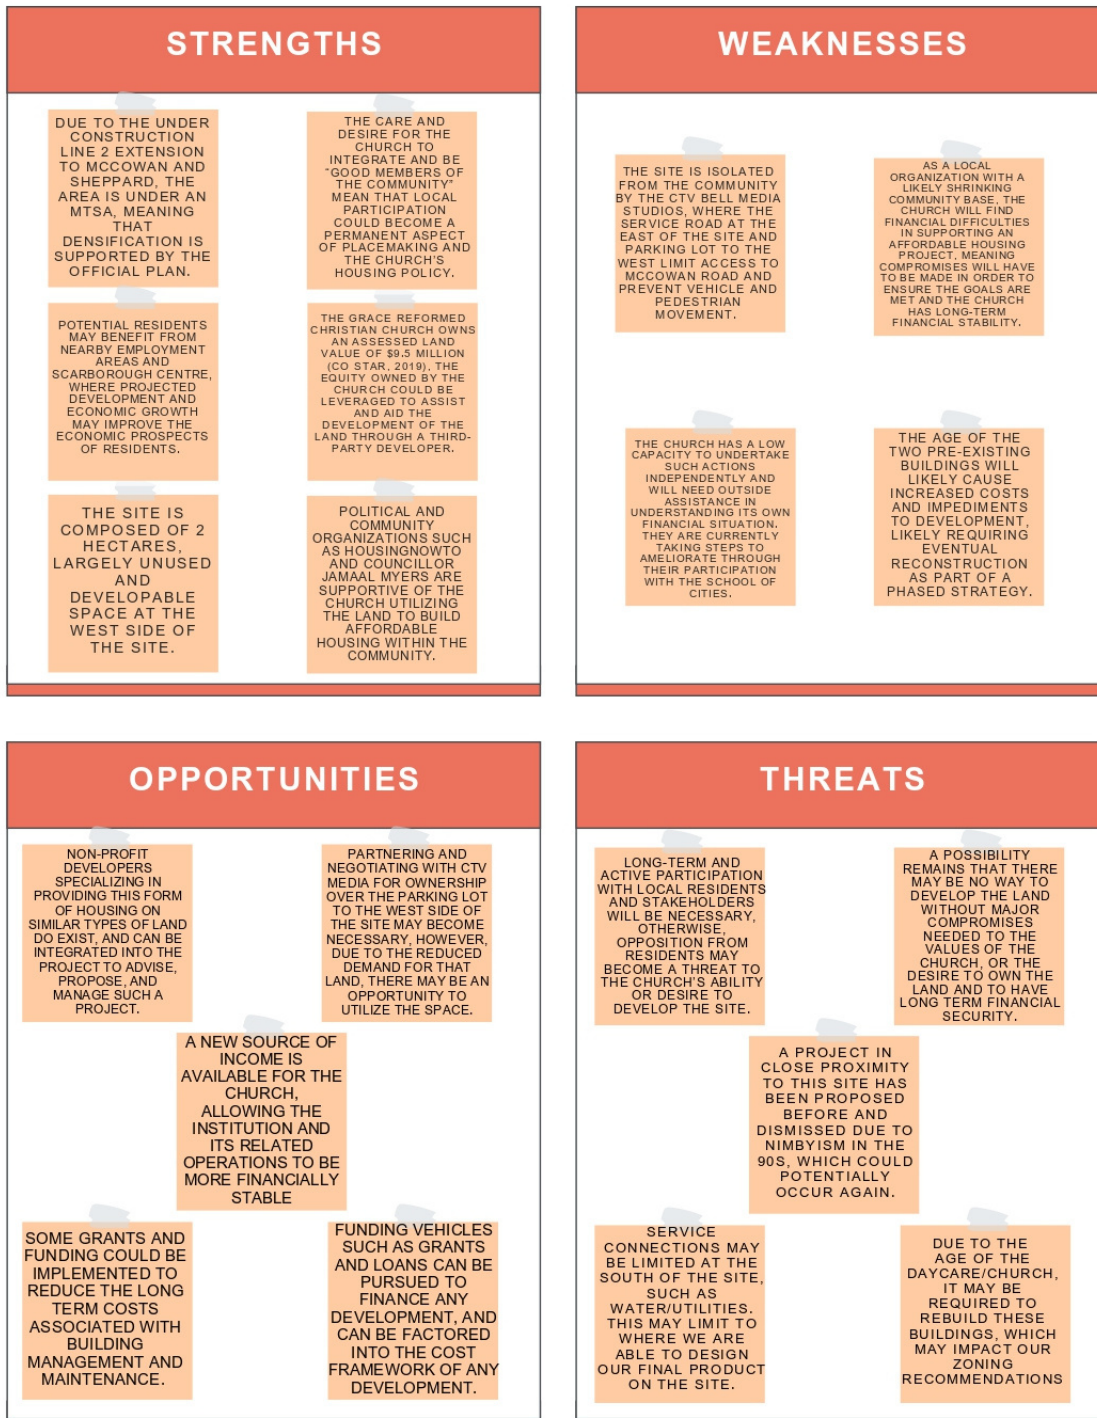 STRENGTHS
DUE TO THE UNDER
CONSTRUCTION
LINE 2 EXTENSION
TO MCCOWAN AND
SHEPPARD, THE
AREA IS UNDER AN
MTSA, MEANING
THAT
DENSIFICATION IS
SUPPORTED BY THE
OFFICIAL PLAN.
THE CARE AND
DESIRE FOR THE
CHURCH TO
INTEGRATE AND BE
"GOOD MEMBERS OF
THE COMMUNITY"
MEAN THAT LOCAL
PARTICIPATION
COULD BECOME A
PERMANENT ASPECT
OF PLACEMAKING AND
THE CHURCH'S
HOUSING POLICY.
POTENTIAL RESIDENTS
MAY BENEFIT FROM
NEARBY EMPLOYMENT
AREAS AND
SCARBOROUGH CENTRE,
WHERE PROJECTED
DEVELOPMENT AND
ECONOMIC GROWTH
MAY IMPROVE THE
ECONOMIC PROSPECTS
OF RESIDENTS.
THE GRACE REFORMED
CHRISTIAN CHURCH OWNS
AN ASSESSED LAND
VALUE OF $9.5 MILLION
(CO STAR, 2019), THE
EQUITY OWNED BY THE
CHURCH COULD BE
LEVERAGED TO ASSIST
AND AID THE
DEVELOPMENT OF THE
LAND THROUGH A THIRD-
PARTY DEVELOPER.
THE SITE IS
COMPOSED OF 2
HECTARES,
LARGELY UNUSED
AND
DEVELOPABLE
SPACE AT THE
WEST SIDE OF
THE SITE.
POLITICAL AND
COMMUNITY
ORGANIZATIONS SUCH
AS HOUSINGNOWTO
AND COUNCILLOR
JAMAAL MYERS ARE
SUPPORTIVE OF THE
CHURCH UTILIZING
THE LAND TO BUILD
AFFORDABLE
HOUSING WITHIN THE
COMMUNITY.
WEAKNESSES
THE SITE IS ISOLATED
FROM THE COMMUNITY
BY THE CTV BELL MEDIA
STUDIOS, WHERE THE
SERVICE ROAD AT THE
EAST OF THE SITE AND
PARKING LOT TO THE
WEST LIMIT ACCESS TO
MCCOWAN ROAD AND
PREVENT VEHICLE AND
PEDESTRIAN
MOVEMENT.
AS A LOCAL
ORGANIZATION WITH A
LIKELY SHRINKING
COMMUNITY BASE, THE
CHURCH WILL FIND
FINANCIAL DIFFICULTIES
IN SUPPORTING AN
AFFORDABLE HOUSING
PROJECT, MEANING
COMPROMISES WILL HAVE
TO BE MADE IN ORDER TO
ENSURE THE GOALS ARE
MET AND THE CHURCH
HAS LONG-TERM
FINANCIAL STABILITY.
THE CHURCH HAS A LOW
CAPACITY TO UNDERTAKE
SUCH ACTIONS
INDEPENDENTLY AND
WILL NEED OUTSIDE
ASSISTANCE IN
UNDERSTANDING ITS OWN
FINANCIAL SITUATION.
THEY ARE CURRENTLY
TAKING STEPS TO
AMELIORATE THROUGH
THEIR PARTICIPATION
WITH THE SCHOOL OF
CITIES.
THE AGE OF THE
TWO PRE-EXISTING
BUILDINGS WILL
LIKELY CAUSE
INCREASED COSTS
AND IMPEDIMENTS
TO DEVELOPMENT,
LIKELY REQUIRING
EVENTUAL
RECONSTRUCTION
AS PART OF A
PHASED STRATEGY.
OPPORTUNITIES
NON-PROFIT
DEVELOPERS
SPECIALIZING IN
PROVIDING THIS FORM
OF HOUSING ON
SIMILAR TYPES OF LAND
DO EXIST, AND CAN BE
INTEGRATED INTO THE
PROJECT TO ADVISE,
PROPOSE, AND
MANAGE SUCH A
PROJECT.
PARTNERING AND
NEGOTIATING WITH CTV
MEDIA FOR OWNERSHIP
OVER THE PARKING LOT
TO THE WEST SIDE OF
THE SITE MAY BECOME
NECESSARY, HOWEVER,
DUE TO THE REDUCED
DEMAND FOR THAT
LAND, THERE MAY BE AN
OPPORTUNITY TO
UTILIZE THE SPACE.
A NEW SOURCE OF
INCOME IS
AVAILABLE FOR THE
CHURCH,
ALLOWING THE
INSTITUTION AND
ITS RELATED
OPERATIONS TO BE
MORE FINANCIALLY
STABLE
SOME GRANTS AND
FUNDING COULD BE
IMPLEMENTED TO
REDUCE THE LONG
TERM COSTS
ASSOCIATED WITH
BUILDING
MANAGEMENT AND
MAINTENANCE.
FUNDING VEHICLES
SUCH AS GRANTS
AND LOANS CAN BE
PURSUED TO
FINANCE ANY
DEVELOPMENT, AND
CAN BE FACTORED
INTO THE COST
FRAMEWORK OF ANY
DEVELOPMENT.
THREATS
LONG-TERM AND
ACTIVE PARTICIPATION
WITH LOCAL RESIDENTS
AND STAKEHOLDERS
WILL BE NECESSARY,
OTHERWISE,
OPPOSITION FROM
RESIDENTS MAY
BECOME A THREAT TO
THE CHURCH'S ABILITY
OR DESIRE TO
DEVELOP THE SITE.
A POSSIBILITY
REMAINS THAT THERE
MAY BE NO WAY TO
DEVELOP THE LAND
WITHOUT MAJOR
COMPROMISES
NEEDED TO THE
VALUES OF THE
CHURCH, OR THE
DESIRE TO OWN THE
LAND AND TO HAVE
LONG TERM FINANCIAL
SECURITY.
A PROJECT IN
CLOSE PROXIMITY
TO THIS SITE HAS
BEEN PROPOSED
BEFORE AND
DISMISSED DUE TO
NIMBYISM IN THE
90S, WHICH COULD
POTENTIALLY
OCCUR AGAIN.
SERVICE
CONNECTIONS MAY
BE LIMITED AT THE
SOUTH OF THE SITE,
SUCH AS
WATER/UTILITIES.
THIS MAY LIMIT TO
WHERE WE ARE
ABLE TO DESIGN
OUR FINAL PRODUCT
ON THE SITE.
DUE TO THE
AGE OF THE
DAYCARE/CHURCH,
IT MAY BE
REQUIRED TO
REBUILD THESE
BUILDINGS, WHICH
MAY IMPACT OUR
ZONING
RECOMMENDATIONS